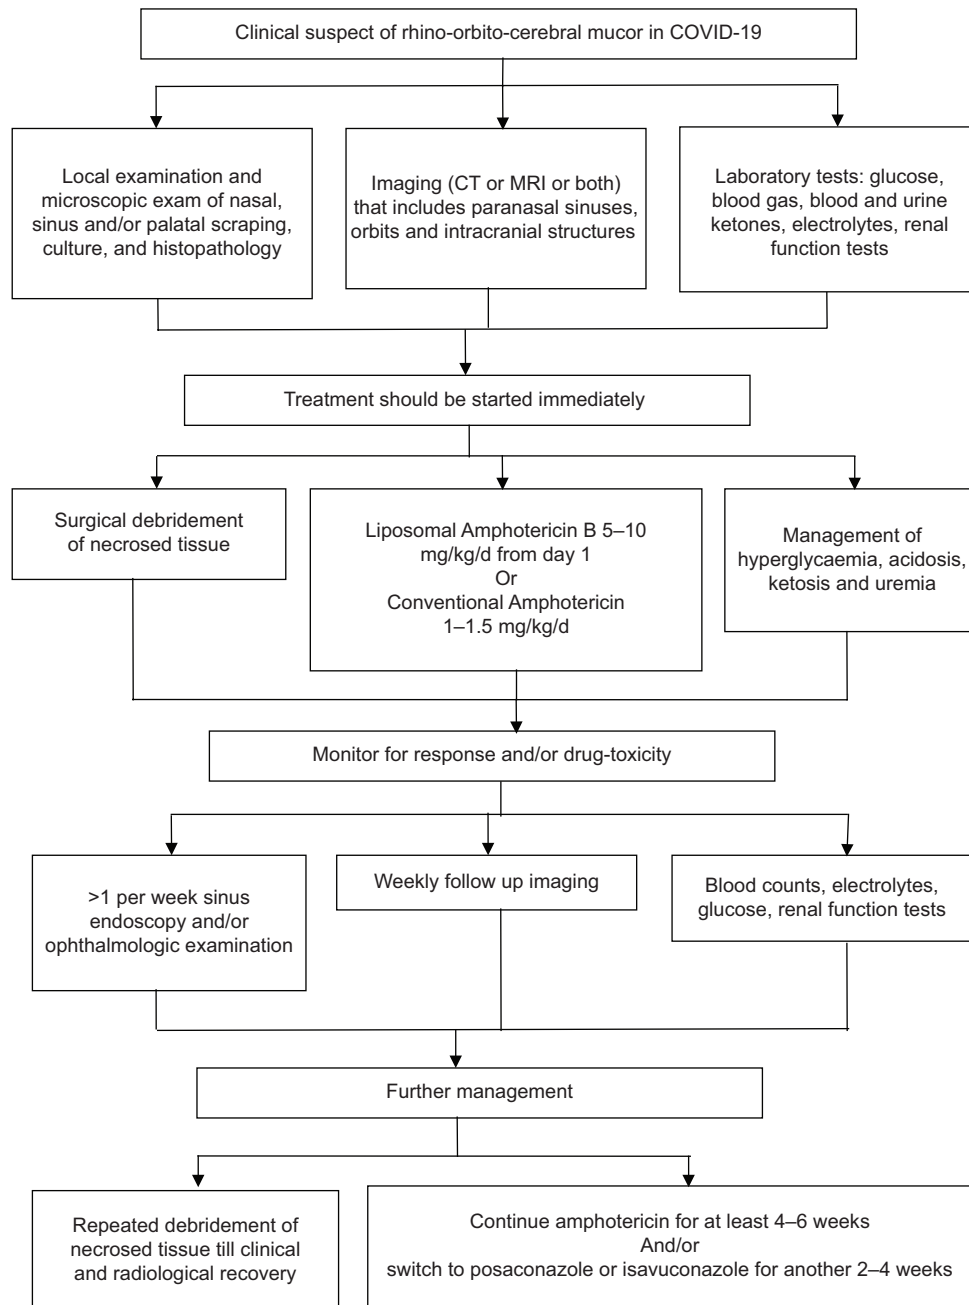 Clinical suspect of rhino-orbito-cerebral mucor in COVID-19
Local examination and
microscopic exam of nasal,
sinus and/or palatal scraping,
culture, and histopathology
Imaging (CT or MRI or both)
that includes paranasal sinuses,
orbits and intracranial structures
Laboratory tests: glucose,
blood gas, blood and urine
ketones, electrolytes, renal
function tests
Treatment should be started immediately
Surgical debridement
of necrosed tissue
Liposomal Amphotericin B 5–10
mg/kg/d from day 1
Or
Conventional Amphotericin
1–1.5 mg/kg/d
Management of
hyperglycaemia, acidosis,
ketosis and uremia
Monitor for response and/or drug-toxicity
>1 per week sinus
endoscopy and/or
ophthalmologic examination
Weekly follow up imaging
Blood counts, electrolytes,
glucose, renal function tests
Further management
Repeated debridement of
necrosed tissue till clinical
and radiological recovery
Continue amphotericin for at least 4–6 weeks
And/or
switch to posaconazole or isavuconazole for another 2–4 weeks